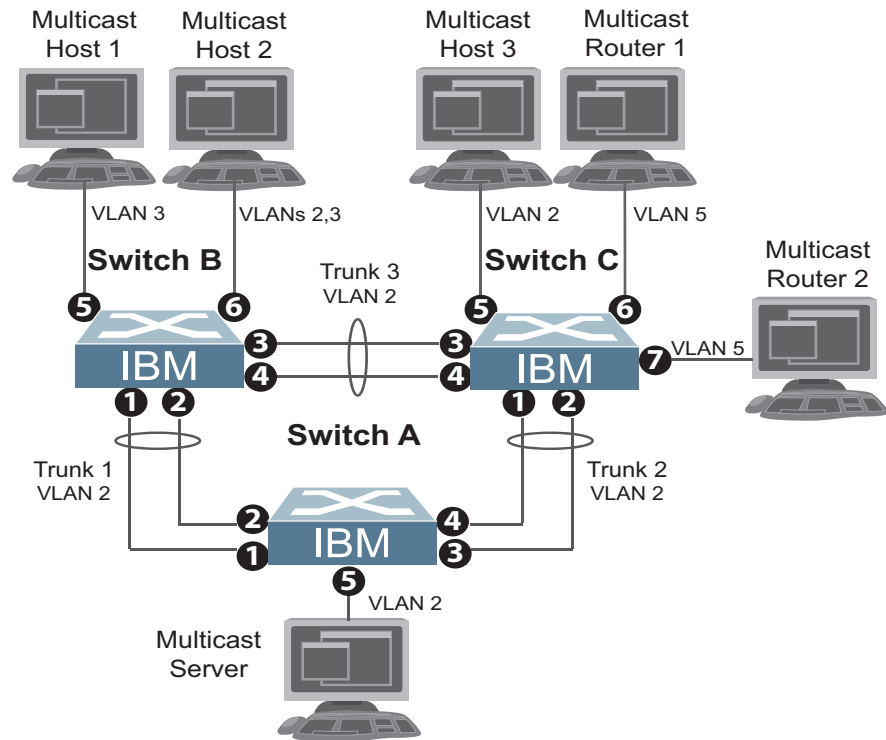 Multicast
Host 1
Multicast
Host 2
Multicast
Host 3
Multicast
Router 1
VLAN 3
VLANs 2,3
VLAN 2
VLAN 5
Switch B
Trunk 3
VLAN 2
Switch C
Multicast
Router 2
5
6
5
6
3
3
7
VLAN 5
IBM
IBM
4
4
1
2
1
2
Switch A
Trunk 1
VLAN 2
Trunk 2
VLAN 2
2
4
IBM
1
3
5
VLAN 2
Multicast
Server